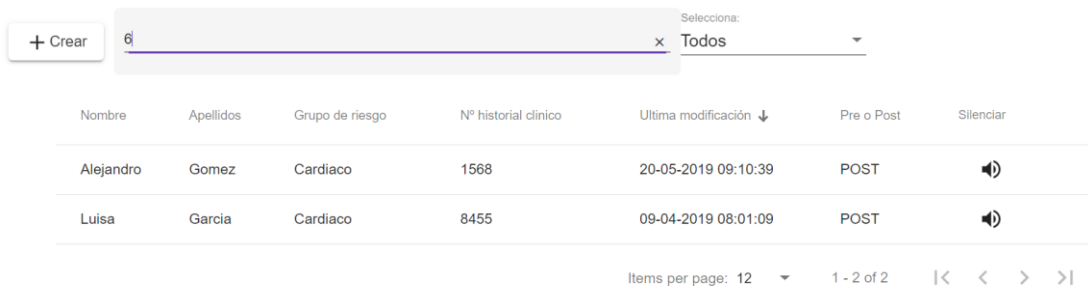 Selecciona:
+ Crear
6
×
Todos
Nombre Apellidos Grupo de riesgo Nº historial clinico Ultima modificación Pre o Post Silenciar
Alejandro Gomez Cardiaco 1568 20-05-2019 09:10:39 POST
Luisa Garcia Cardiaco 8455 09-04-2019 08:01:09 POST
Items per page: 12 1 - 2 of 2